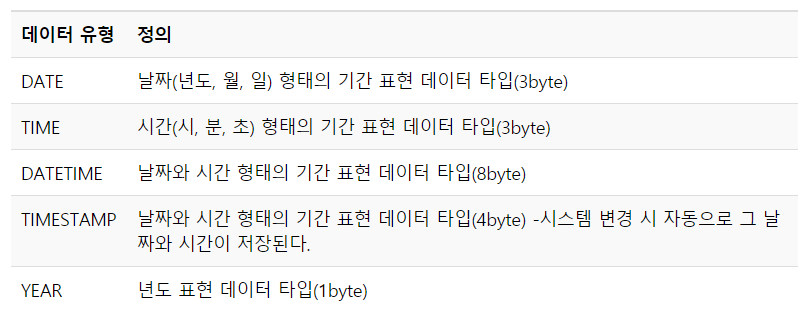 데이터 유형 정의
DATE 날짜(년도, 월, 일) 형태의 기간 표현 데이터 타입(3byte)
TIME 시간(시, 분, 초) 형태의 기간 표현 데이터 타입(3byte)
DATETIME 날짜와 시간 형태의 기간 표현 데이터 타입(8byte)
TIMESTAMP 날짜와 시간 형태의 기간 표현 데이터 타입(4byte) -시스템 변경 시 자동으로 그 날
짜와 시간이 저장된다.
YEAR 년도 표현 데이터 타입(1byte)